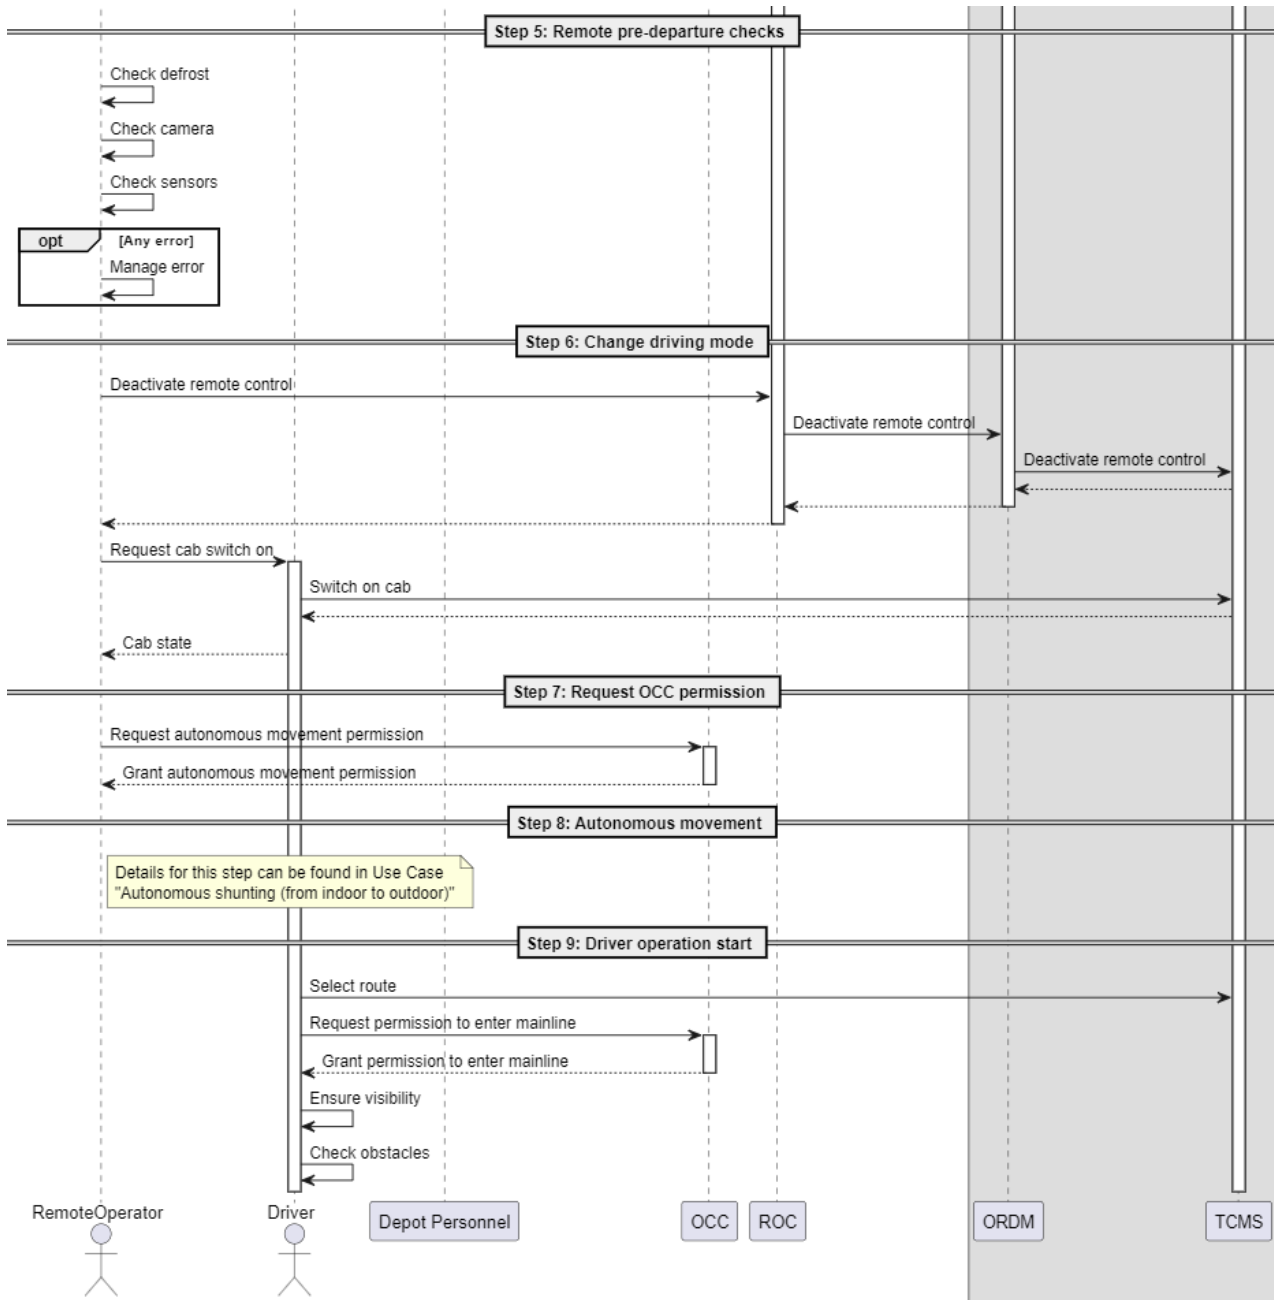 Step 5: Remote pre-departure checks
Check defrost
Check camera
Check sensors
opt
[Any error]
Manage error
Step 6: Change driving mode
Deactivate remote control
Deactivate remote control
Deactivate remote control
Request cab switch on
Switch on cab
Cab state
Step 7: Request OCC permission
Request autonomous movement permission
Grant autonomous movement permission
Step 8: Autonomous movement
Details for this step can be found in Use Case
"Autonomous shunting (from indoor to outdoor)"
Step 9: Driver operation start
Select route
Request permission to enter mainline
Grant permission to enter mainline
Ensure visibility
Check obstacles
RemoteOperator
Driver
Depot Personnel
OCC
ROC
ORDM
TCMS